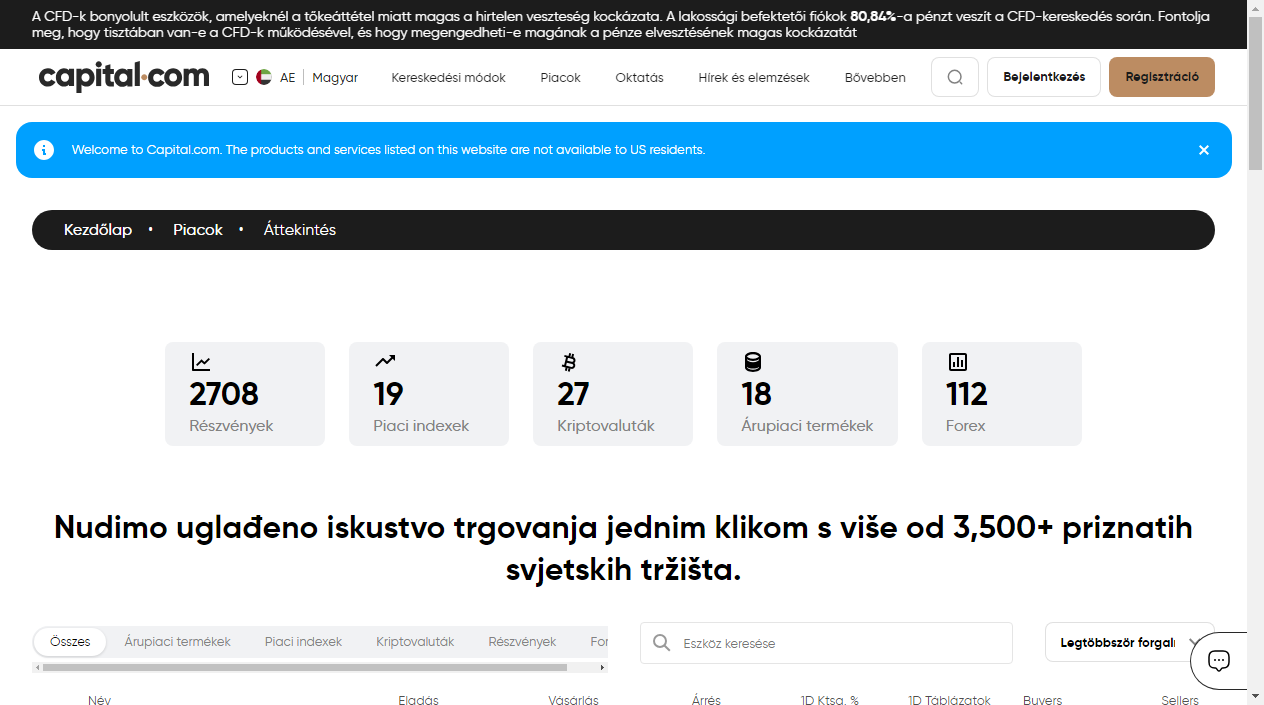 A CFD-k bonyolult eszközök, amelyeknél a tőkeáttétel miatt magas a hirtelen veszteség kockázata. A lakossági befektetői fiókok 80,84%-a pénzt veszít a CFD-kereskedés során. Fontolja
meg, hogy tisztában van-e a CFD-k működésével, és hogy megengedheti-e magának a pénze elvesztésének magas kockázatát
capital.com AE Magyar Kereskedési módok Piacok Oktatás Hírek és elemzések Bővebben Bejelentkezés Regisztráció
Welcome to Capital.com. The products and services listed on this website are not available to US residents.
Kezdőlap • Piacok • Áttekintés
2708 19 27 18 112
Részvények Piaci indexek Kriptovaluták Árupiaci termékek Forex
Nudimo uglađeno iskustvo trgovanja jednim klikom s više od 3,500+ priznatih
svjetskih tržišta.
Összes Árupiaci termékek Piaci indexek Kriptovaluták Részvények For Eszköz keresése Legtöbbször forgalı
Név Eladás Vásárlás Árrés 1D Ktsa. % 1D Táblázatok Buyers Sellers